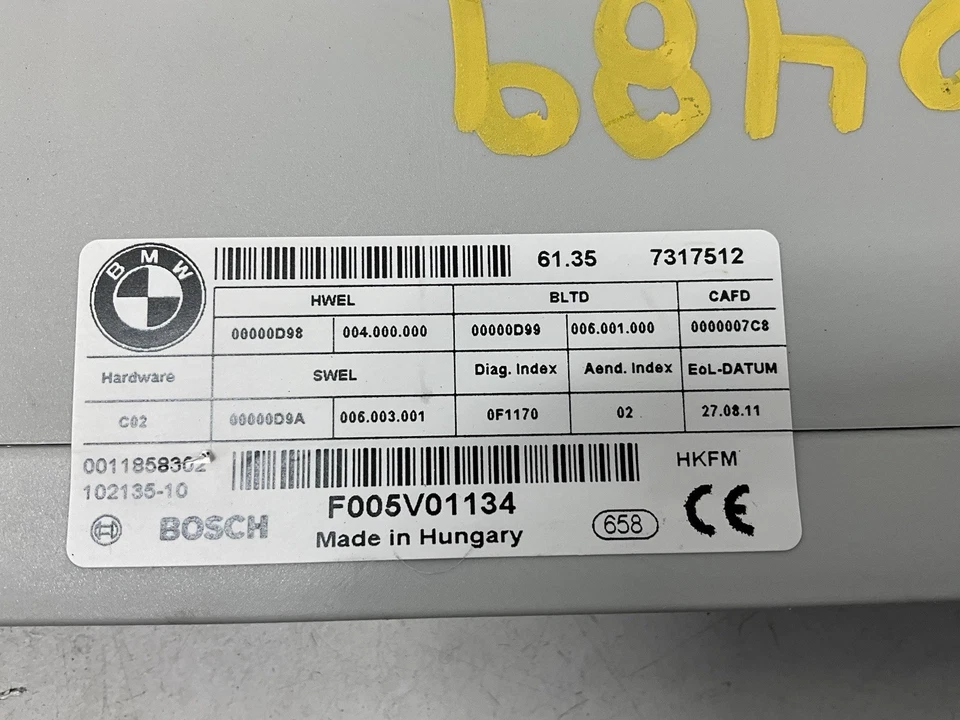 BMW
61.35 7317512
HWEL BLTD CAFD
00000D98 004.000.000 00000D99 006.001.000 0000007C8
Hardware SWEL Diag. Index Aend. Index EoL-DATUM
C02 00000D9A 006.003.001 0F1170 02 27.08.11
0011858302 HKFM
102135-10
F005V01134
BOSCH Made in Hungary 658 CE